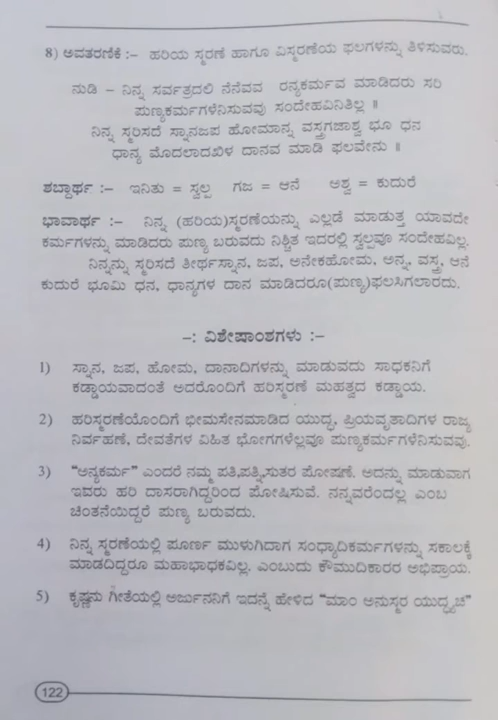 8) ಅವತರಣಿಕೆ :– ಹರಿಯ ಸ್ಮರಣೆ ಹಾಗೂ ವಿಸ್ಮರಣೆಯ ಫಲಗಳನ್ನು ತಿಳಿಸುವರು.
ನುಡಿ – ನಿನ್ನ ಸರ್ವತ್ರದಲಿ ನೆನೆವವ ರನ್ಯಕರ್ಮವ ಮಾಡಿದರು ಸರಿ
ಪುಣ್ಯಕರ್ಮಗಳೆನಿಸುವವು ಸಂದೇಹವಿನಿತಿಲ್ಲ ॥
ನಿನ್ನ ಸ್ಮರಿಸದೆ ಸ್ನಾನಜಪ ಹೋಮಾನ್ನ ವಸ್ತ್ರಗಜಾಶ್ವ ಭೂ ಧನ
ಧಾನ್ಯ ಮೊದಲಾದಖಿಳ ದಾನವ ಮಾಡಿ ಫಲವೇನು ॥
ಶಬ್ದಾರ್ಥ :– ಇನಿತು = ಸ್ವಲ್ಪ ಗಜ = ಆನೆ ಅಶ್ವ = ಕುದುರೆ
ಭಾವಾರ್ಥ :– ನಿನ್ನ (ಹರಿಯ)ಸ್ಮರಣೆಯನ್ನು ಎಲ್ಲಡೆ ಮಾಡುತ್ತ ಯಾವದೇ
ಕರ್ಮಗಳನ್ನು ಮಾಡಿದರು ಪುಣ್ಯ ಬರುವದು ನಿಶ್ಚಿತ ಇದರಲ್ಲಿ ಸ್ವಲ್ಪವೂ ಸಂದೇಹವಿಲ್ಲ.
ನಿನ್ನನ್ನು ಸ್ಮರಿಸದೆ ತೀರ್ಥಸ್ನಾನ, ಜಪ, ಅನೇಕಹೋಮ, ಅನ್ನ, ವಸ್ತ್ರ, ಆನೆ
ಕುದುರೆ ಭೂಮಿ ಧನ, ಧಾನ್ಯಗಳ ದಾನ ಮಾಡಿದರೂ(ಪುಣ್ಯ)ಫಲಸಿಗಲಾರದು.
–: ವಿಶೇಷಾಂಶಗಳು :–
1) ಸ್ನಾನ, ಜಪ, ಹೋಮ, ದಾನಾದಿಗಳನ್ನು ಮಾಡುವದು ಸಾಧಕನಿಗೆ
ಕಡ್ಡಾಯವಾದಂತೆ ಅದರೊಂದಿಗೆ ಹರಿಸ್ಮರಣೆ ಮಹತ್ವದ ಕಡ್ಡಾಯ.
2) ಹರಿಸ್ಮರಣೆಯೊಂದಿಗೆ ಭೀಮಸೇನಮಾಡಿದ ಯುದ್ಧ, ಪ್ರಿಯವೃತಾದಿಗಳ ರಾಜ್ಯ
ನಿರ್ವಹಣೆ, ದೇವತೆಗಳ ವಿಹಿತ ಭೋಗಗಳೆಲ್ಲವೂ ಪುಣ್ಯಕರ್ಮಗಳೆನಿಸುವವು.
3) "ಅನ್ಯಕರ್ಮ" ಎಂದರೆ ನಮ್ಮ ಪತಿ,ಪತ್ನಿ,ಸುತರ ಪೋಷಣೆ. ಅದನ್ನು ಮಾಡುವಾಗ
ಇವರು ಹರಿ ದಾಸರಾಗಿದ್ದರಿಂದ ಪೋಷಿಸುವೆ. ನನ್ನವರೆಂದಲ್ಲ ಎಂಬ
ಚಿಂತನೆಯಿದ್ದರೆ ಪುಣ್ಯ ಬರುವದು.
4) ನಿನ್ನ ಸ್ಮರಣೆಯಲ್ಲಿ ಪೂರ್ಣ ಮುಳುಗಿದಾಗ ಸಂಧ್ಯಾದಿಕರ್ಮಗಳನ್ನು ಸಕಾಲಕ್ಕೆ
ಮಾಡದಿದ್ದರೂ ಮಹಾಭಾಧಕವಿಲ್ಲ. ಎಂಬುದು ಕೌಮುದಿಕಾರರ ಅಭಿಪ್ರಾಯ.
5) ಕೃಷ್ಣನು ಗೀತೆಯಲ್ಲಿ ಅರ್ಜುನನಿಗೆ ಇದನ್ನೆ ಹೇಳಿದ "ಮಾಂ ಅನುಸ್ಮರ ಯುದ್ಧ್ಯಚ"
122